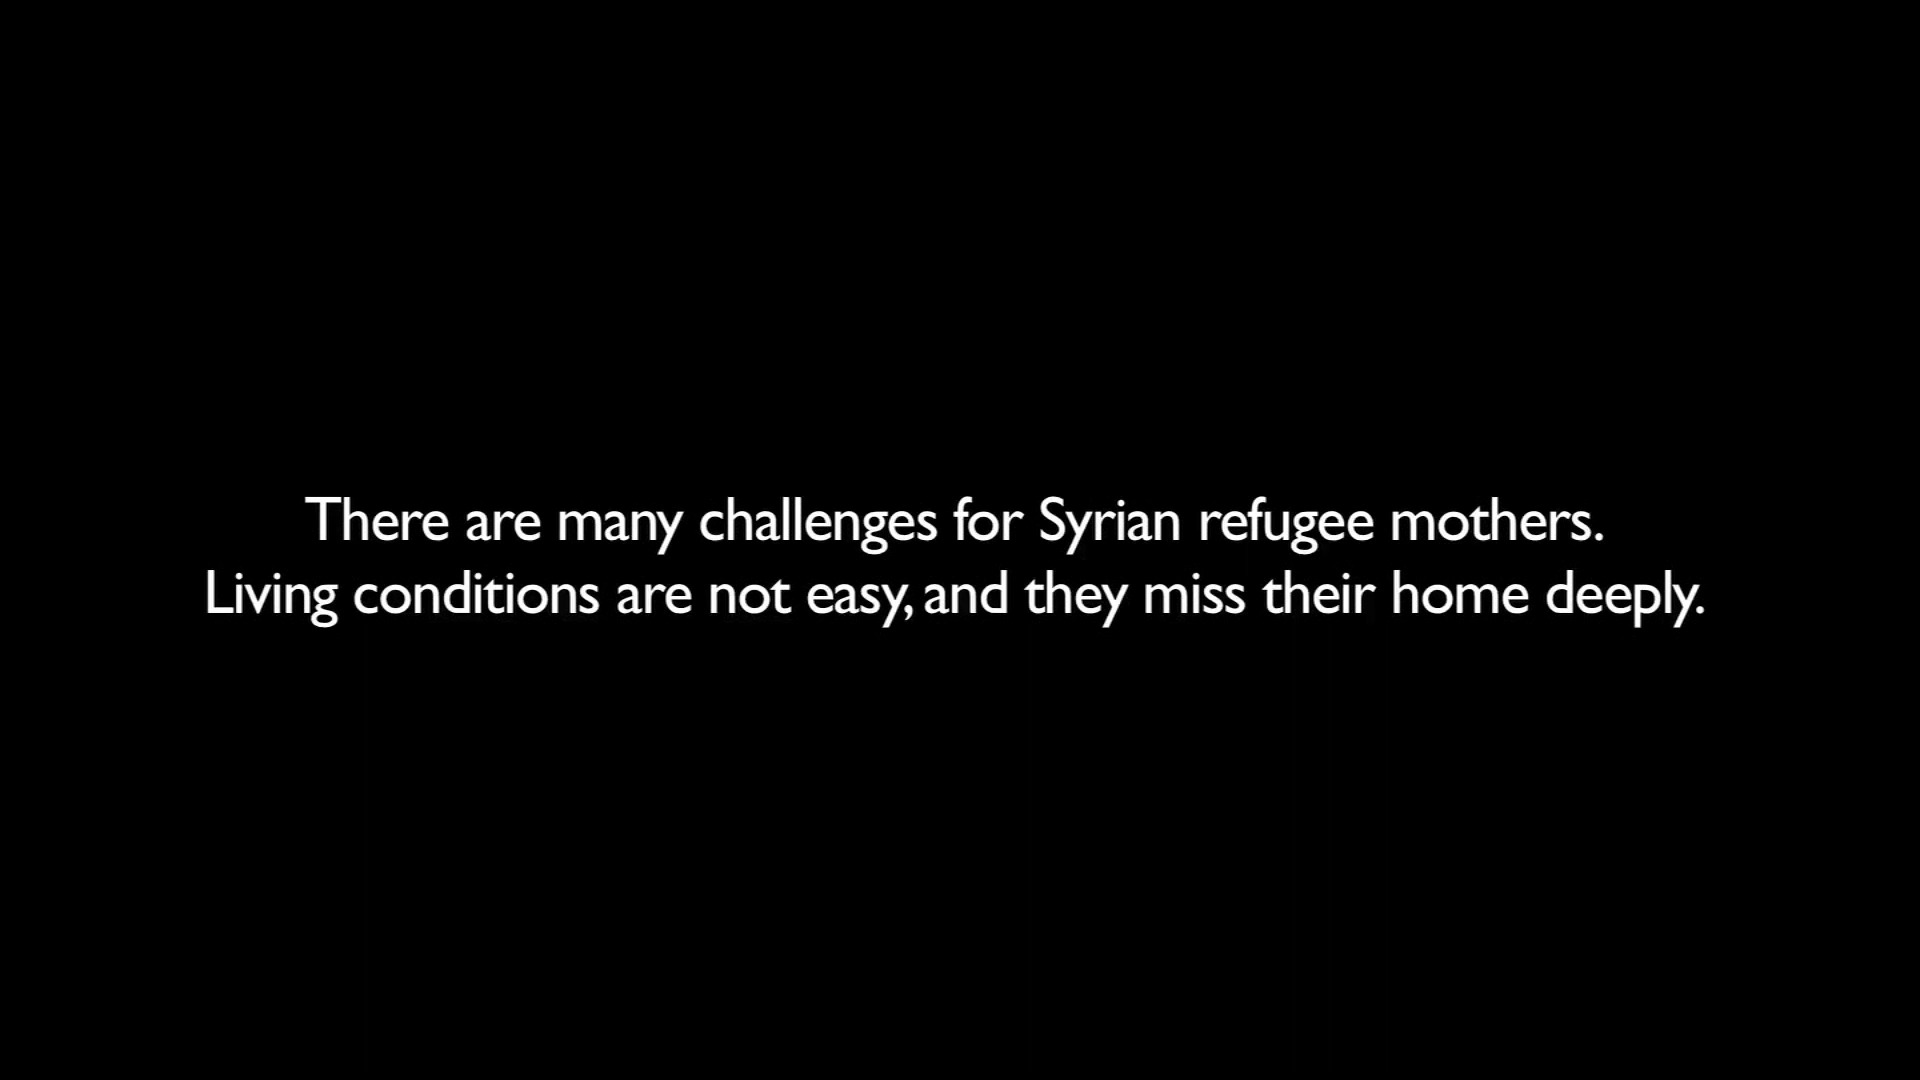 There are many challenges for Syrian refugee mothers.
Living conditions are not easy, and they miss their home deeply.